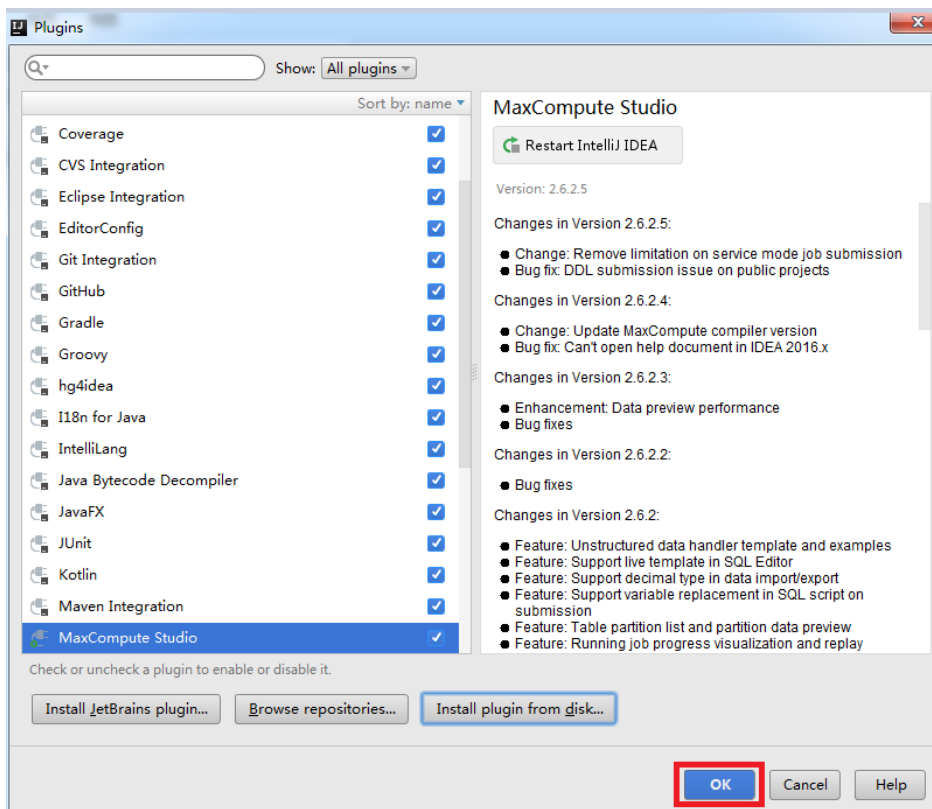 Plugins
Show: All plugins
Sort by: name
Coverage
CVS Integration
Eclipse Integration
EditorConfig
Git Integration
GitHub
Gradle
Groovy
hg4idea
I18n for Java
IntelliLang
Java Bytecode Decompiler
JavaFX
JUnit
Kotlin
Maven Integration
MaxCompute Studio
Check or uncheck a plugin to enable or disable it.
Install JetBrains plugin...
Browse repositories...
Install plugin from disk...
MaxCompute Studio
Restart IntelliJ IDEA
Version: 2.6.2.5
Changes in Version 2.6.2.5:
● Change: Remove limitation on service mode job submission
● Bug fix: DDL submission issue on public projects
Changes in Version 2.6.2.4:
● Change: Update MaxCompute compiler version
● Bug fix: Can't open help document in IDEA 2016.x
Changes in Version 2.6.2.3:
● Enhancement: Data preview performance
● Bug fixes
Changes in Version 2.6.2.2:
● Bug fixes
Changes in Version 2.6.2:
● Feature: Unstructured data handler template and examples
● Feature: Support live template in SQL Editor
● Feature: Support decimal type in data import/export
● Feature: Support variable replacement in SQL script on
submission
● Feature: Table partition list and partition data preview
● Feature: Running job progress visualization and replay
OK
Cancel
Help